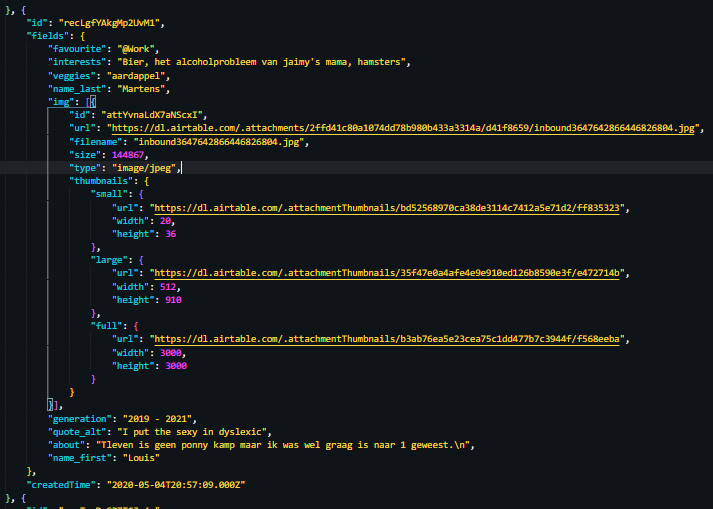 }, {
"id": "recLgfYAkgMp2UvM1",
"fields": {
"favourite": "@Work",
"interests": "Bier, het alcoholprobleem van jaimy's mama, hamsters",
"veggies": "aardappel",
"name_last": "Martens",
"img": [{
"id": "attYvnaLdX7aNScxI",
"url": "https://dl.airtable.com/.attachments/2ffd41c80a1074dd78b980b433a3314a/d41f8659/inbound3647642866446826804.jpg",
"filename": "inbound3647642866446826804.jpg",
"size": 144867,
"type": "image/jpeg",
"thumbnails": {
"small": {
"url": "https://dl.airtable.com/.attachmentThumbnails/bd52568970ca38de3114c7412a5e71d2/ff835323",
"width": 20,
"height": 36
},
"large": {
"url": "https://dl.airtable.com/.attachmentThumbnails/35f47e0a4afe4e9e910ed126b8590e3f/e472714b",
"width": 512,
"height": 910
},
"full": {
"url": "https://dl.airtable.com/.attachmentThumbnails/b3ab76ea5e23cea75c1dd477b7c3944f/f568eeba",
"width": 3000,
"height": 3000
}
}
}],
"generation": "2019 - 2021",
"quote_alt": "I put the sexy in dyslexic",
"about": "Tleven is geen ponny kamp maar ik was wel graag is naar 1 geweest.\n",
"name_first": "Louis"
},
"createdTime": "2020-05-04T20:57:09.000Z"
}, {